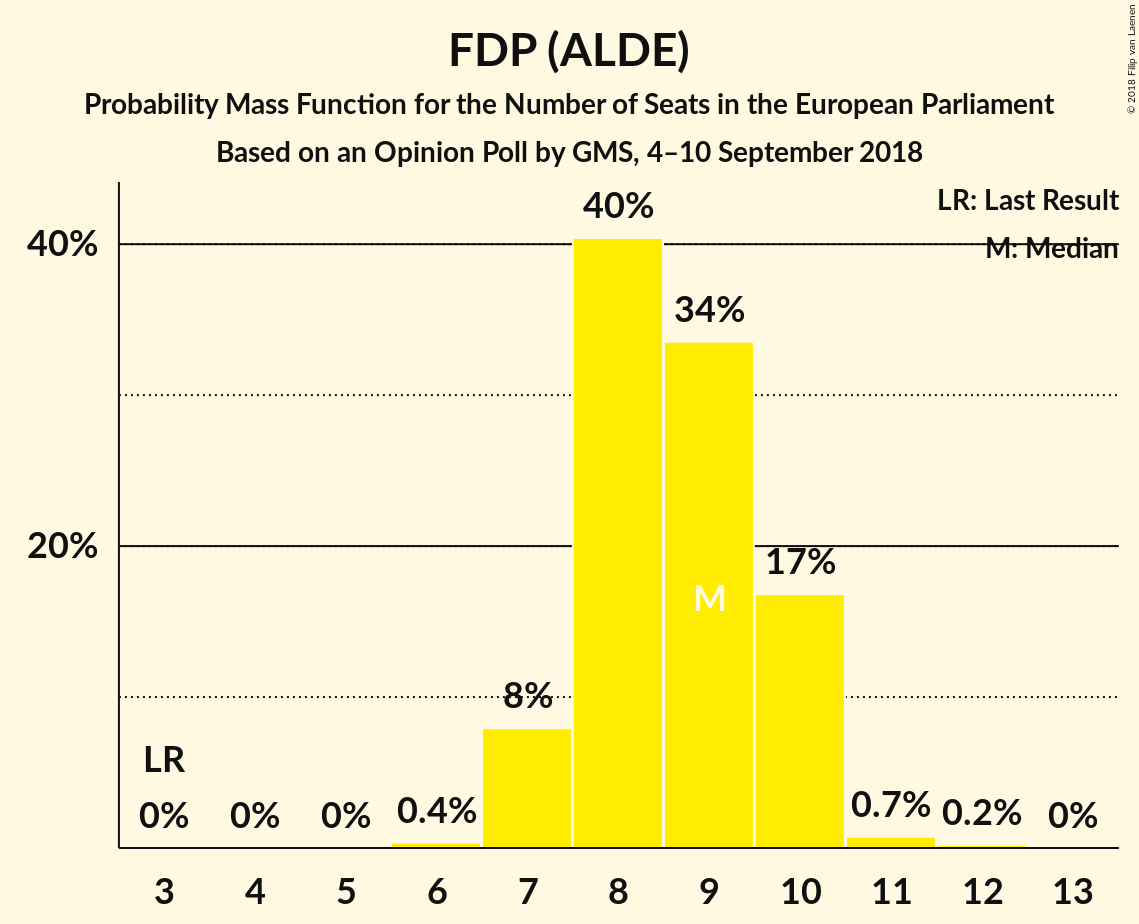 FDP (ALDE)
Probability Mass Function for the Number of Seats in the European Parliament
Based on an Opinion Poll by GMS, 4–10 September 2018
© 2018 Filip van Laenen
LR: Last Result
M: Median
40%
20%
LR
0%
0%
0%
0.4%
8%
40%
34%
M
17%
0.7%
0.2%
0%
3 4 5 6 7 8 9 10 11 12 13